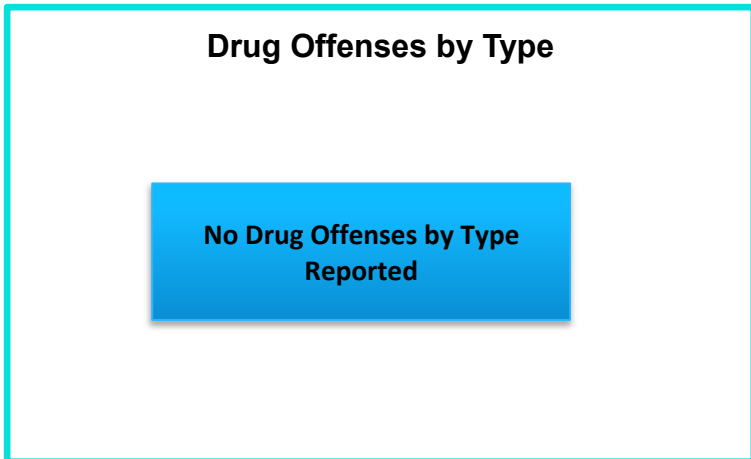 Drug Offenses by Type
No Drug Offenses by Type
Reported